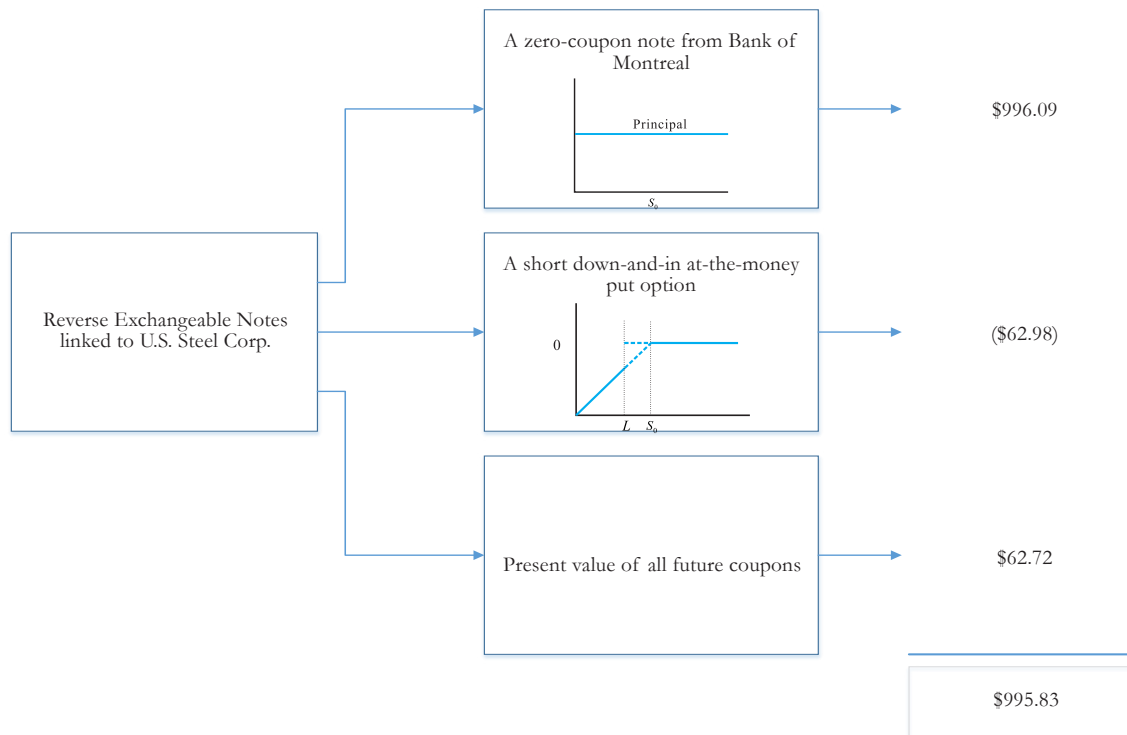 A zero-coupon note from Bank of
Montreal
Principal
S₀
$996.09
Reverse Exchangeable Notes
linked to U.S. Steel Corp.
A short down-and-in at-the-money
put option
0
L S₀
($62.98)
Present value of all future coupons
$62.72
$995.83